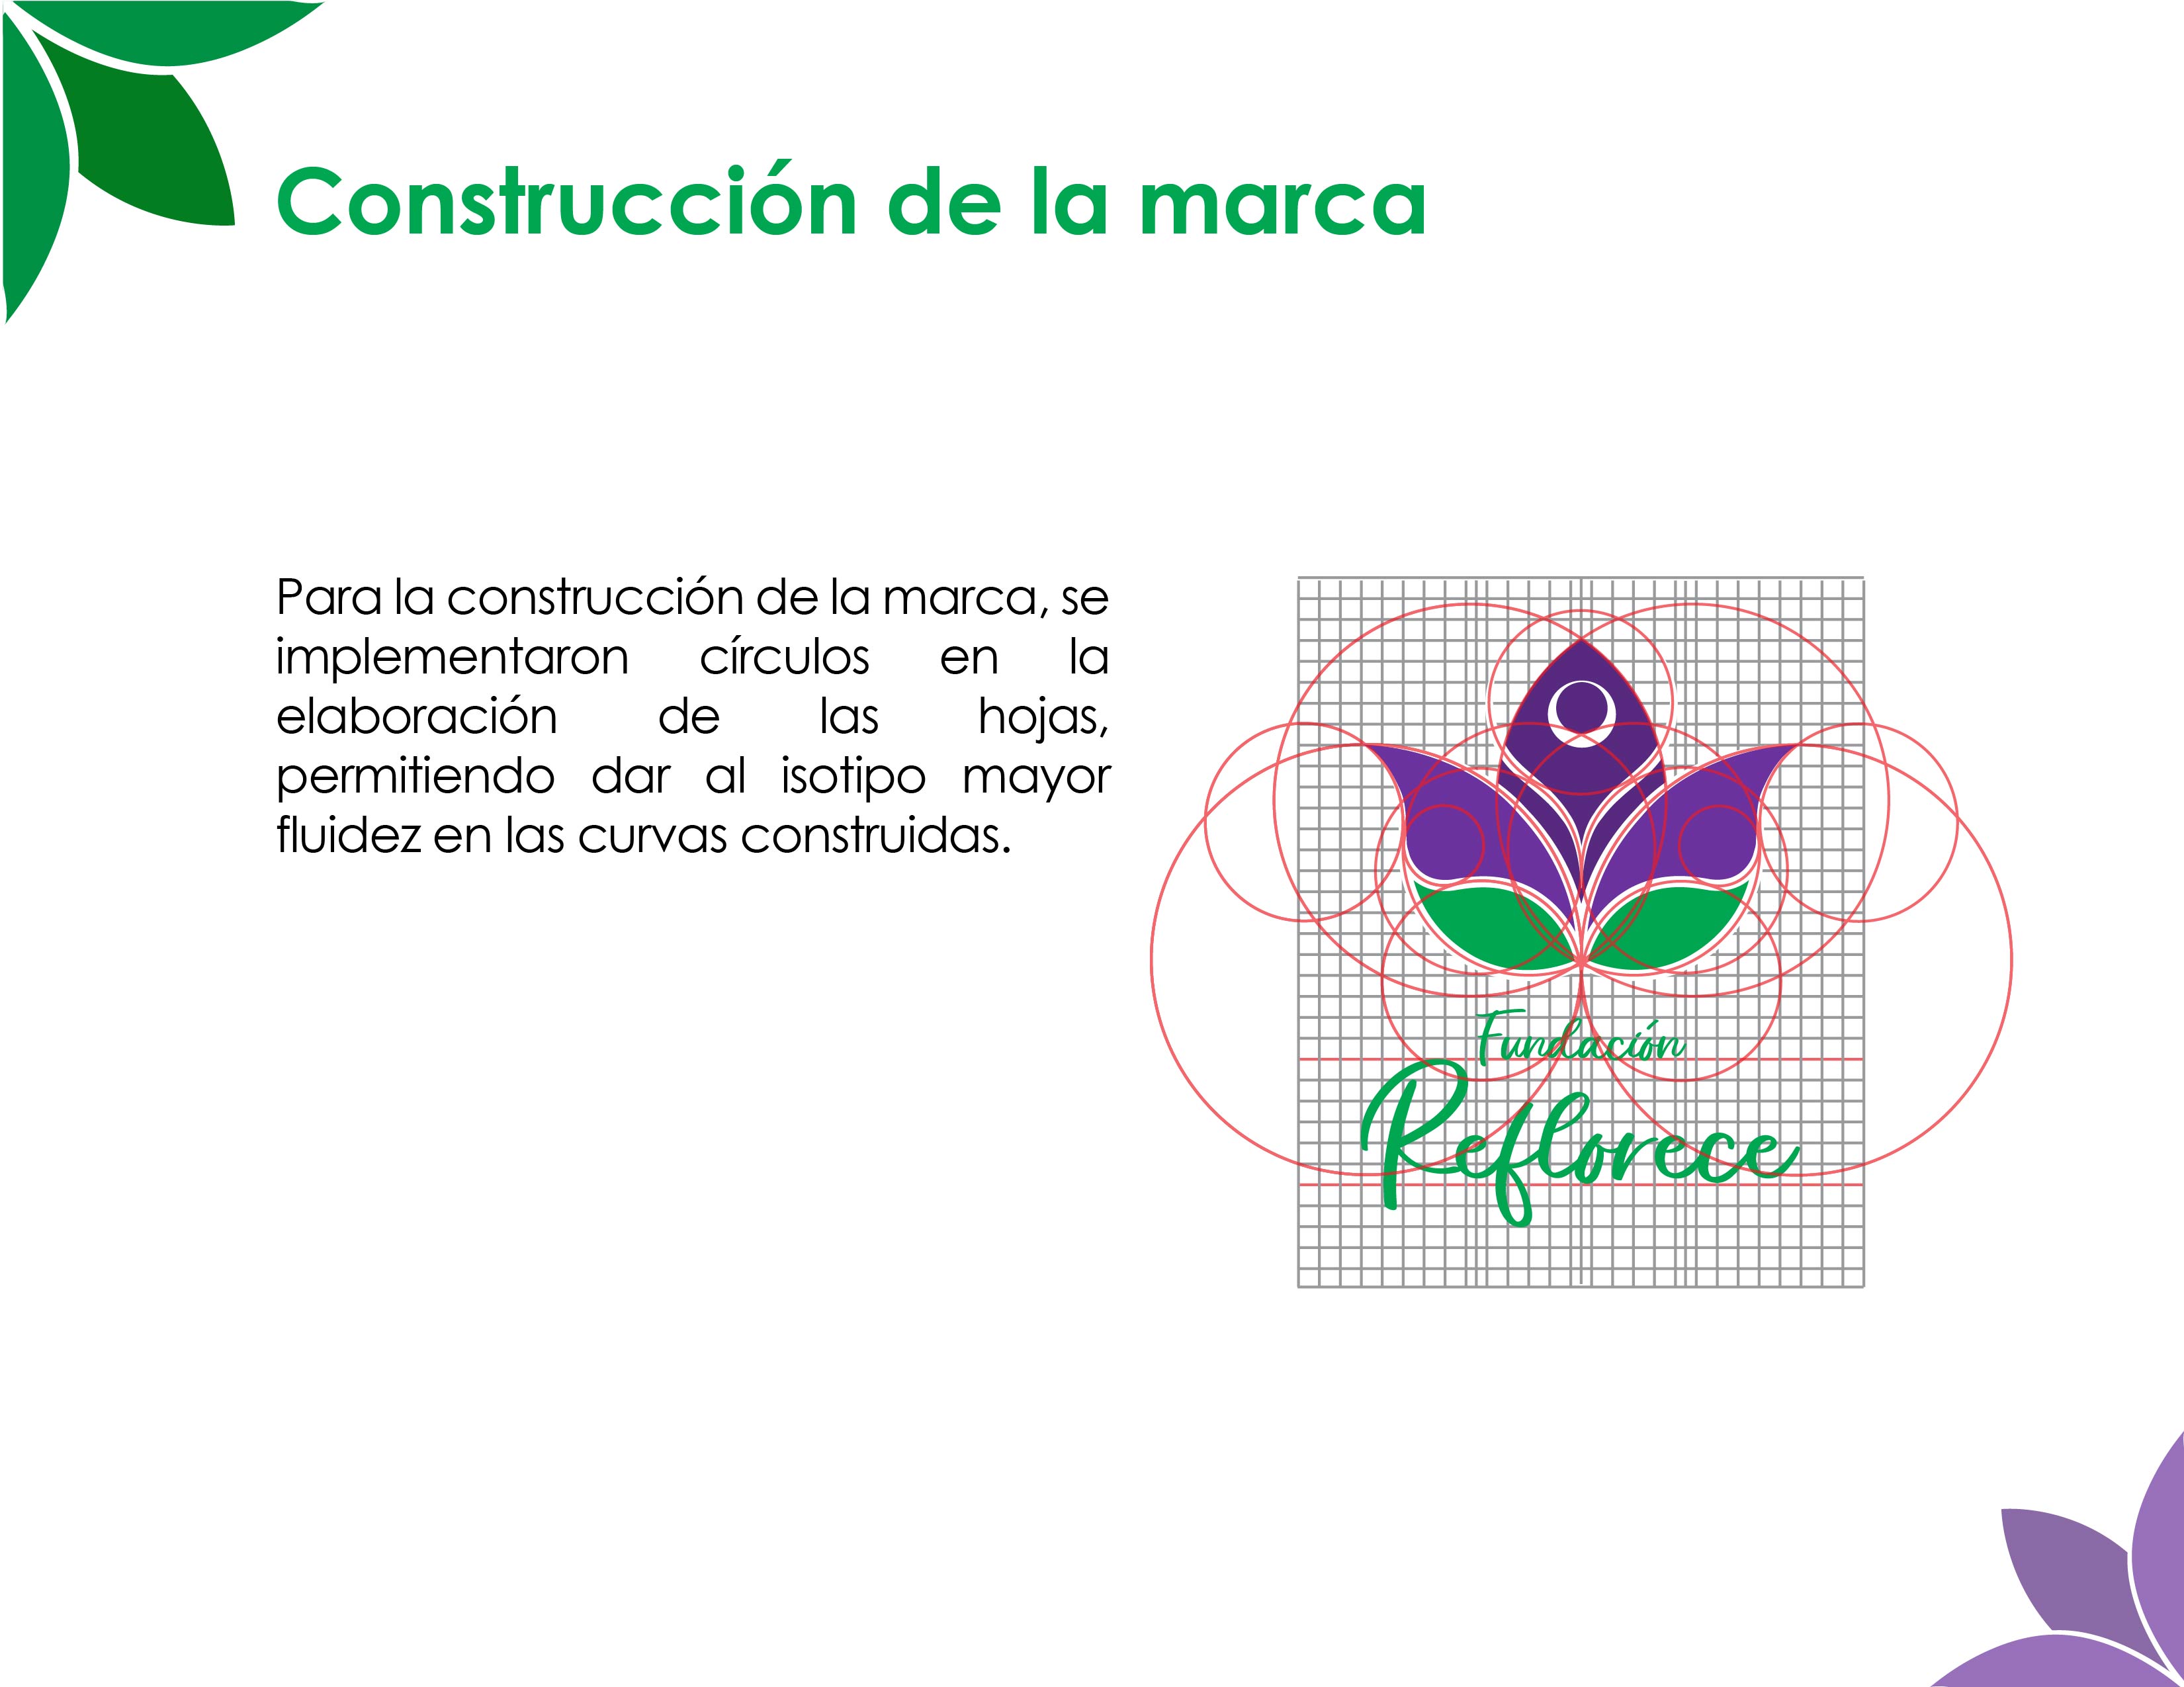 Construcción de la marca
Para la construcción de la marca, se
implementaron círculos en la
elaboración de las hojas,
permitiendo dar al isotipo mayor
fluidez en las curvas construidas.
Fundación
Reflorece